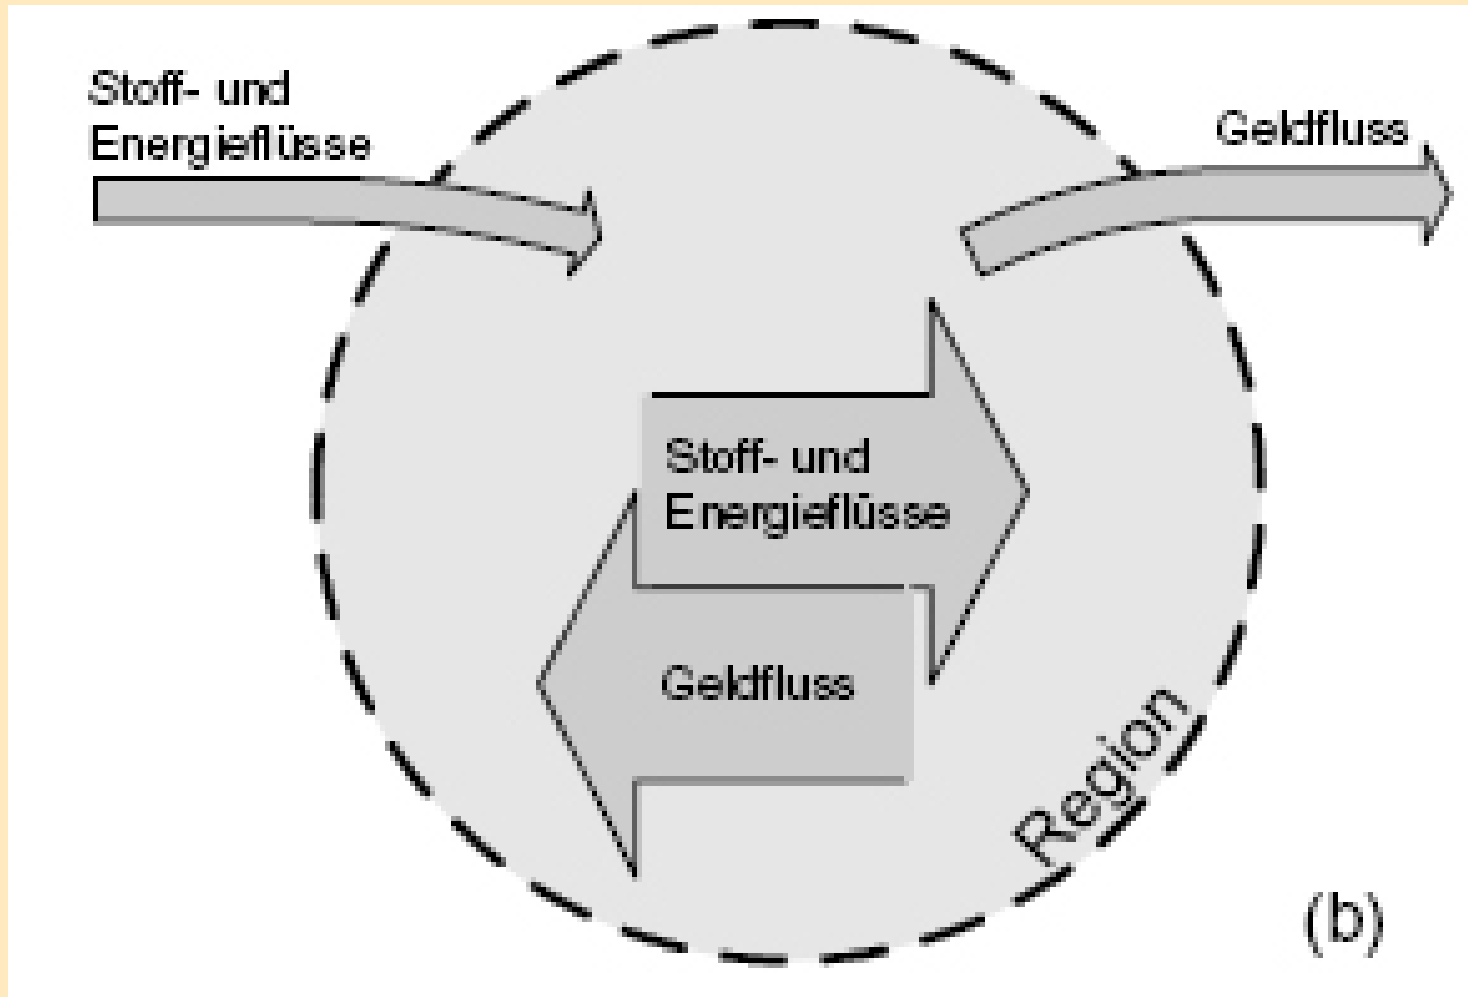 Stoff- und
Energieflüsse
Geldfluss
Stoff- und
Energieflüsse
Geldfluss
Region
(b)